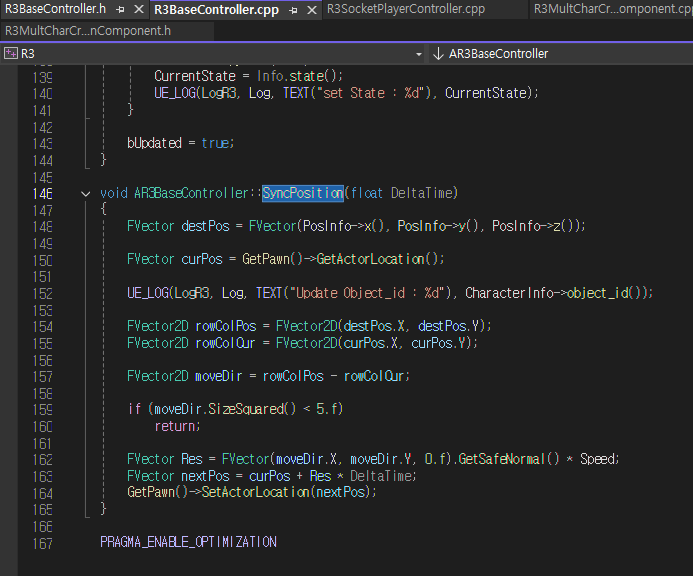 R3BaseController.h
R3BaseController.cpp
R3SocketPlayerController.cpp
R3MultCharCr...onComponent.cpp
R3MultCharCr...nComponent.h
R3
AR3BaseController
139 CurrentState = Info.state();
140 UE_LOG(LogR3, Log, TEXT("set State : %d"), CurrentState);
141 }
142
143 bUpdated = true;
144 }
145
146 void AR3BaseController::SyncPosition(float DeltaTime)
147 {
148 FVector destPos = FVector(PosInfo->x(), PosInfo->y(), PosInfo->z());
149
150 FVector curPos = GetPawn()->GetActorLocation();
151
152 UE_LOG(LogR3, Log, TEXT("Update Object_id : %d"), CharacterInfo->object_id());
153
154 FVector2D rowColPos = FVector2D(destPos.X, destPos.Y);
155 FVector2D rowColCur = FVector2D(curPos.X, curPos.Y);
156
157 FVector2D moveDir = rowColPos - rowColCur;
158
159 if (moveDir.SizeSquared() < 5.f)
160 return;
161
162 FVector Res = FVector(moveDir.X, moveDir.Y, 0.f).GetSafeNormal() * Speed;
163 FVector nextPos = curPos + Res * DeltaTime;
164 GetPawn()->SetActorLocation(nextPos);
165 }
166
167 PRAGMA_ENABLE_OPTIMIZATION